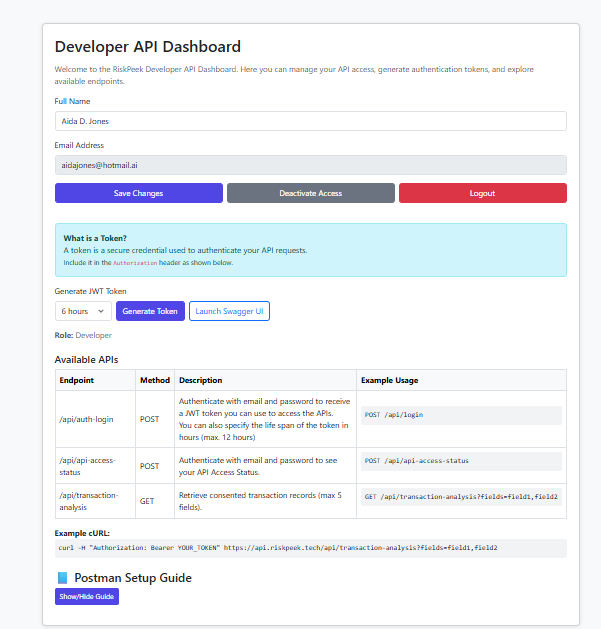 Developer API Dashboard
Welcome to the RiskPeek Developer API Dashboard. Here you can manage your API access, generate authentication tokens, and explore
available endpoints.
Full Name
Aida D. Jones
Email Address
aidajones@hotmail.ai
Save Changes
Deactivate Access
Logout
What is a Token?
A token is a secure credential used to authenticate your API requests.
Include it in the Authorization header as shown below.
Generate JWT Token
6 hours
Generate Token
Launch Swagger UI
Role: Developer
Available APIs
Endpoint Method Description Example Usage
/api/auth-login
POST
Authenticate with email and password to receive
a JWT token you can use to access the APIs.
You can also specify the life span of the token in
hours (max. 12 hours)
POST /api/login
/api/api-access-
status
POST
Authenticate with email and password to see
your API Access Status.
POST /api/api-access-status
/api/transaction-
analysis
GET
Retrieve consented transaction records (max 5
fields).
GET /api/transaction-analysis?fields=field1,field2
Example cURL:
curl -H "Authorization: Bearer YOUR_TOKEN" https://api.riskpeek.tech/api/transaction-analysis?fields=field1,field2
Postman Setup Guide
Show/Hide Guide